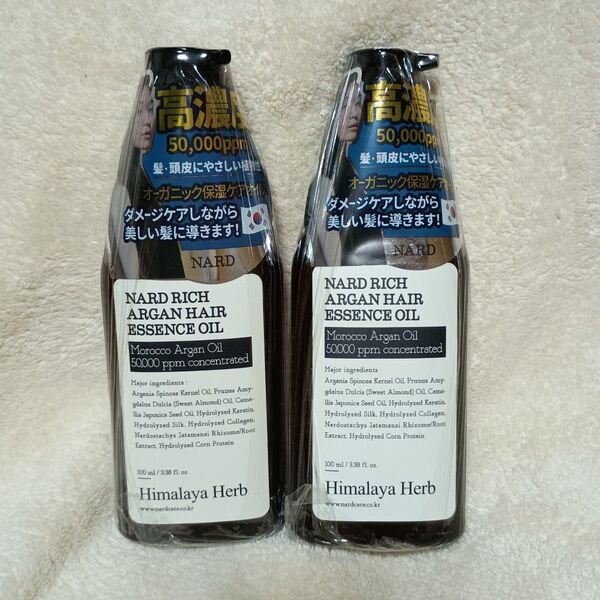 高濃度
50,000ppm
髪・頭皮にやさしい
オーガニック保湿ケアオイル
ダメージケアしながら
美しい髪に導きます!
NARD
NARD RICH
ARGAN HAIR
ESSENCE OIL
Morocco Argan Oil
50,000 ppm concentrated
Major ingredients :
Argania Spinosa Kernel Oil, Prunus Amy-
gdalus Dulcis (Sweet Almond) Oil, Came-
llia Japonica Seed Oil, Hydrolyzed Keratin,
Hydrolyzed Silk, Hydrolyzed Collagen,
Nardostachys Jatamansi Rhizome/Root
Extract, Hydrolyzed Corn Protein
100 ml / 3.38 fl. oz.
Himalaya Herb
www.nardcare.co.kr
高濃度
50,000ppm
髪・頭皮にやさしい
オーガニック保湿ケア
ダメージケアしながら
美しい髪に導きます!
NARD
NARD RICH
ARGAN HAIR
ESSENCE OIL
Morocco Argan Oil
50,000 ppm concentrated
Major ingredients :
Argania Spinosa Kernel Oil, Prunus Amy-
gdalus Dulcis (Sweet Almond) Oil, Came-
llia Japonica Seed Oil, Hydrolyzed Keratin,
Hydrolyzed Silk, Hydrolyzed Collagen,
Nardostachys Jatamansi Rhizome/Root
Extract, Hydrolyzed Corn Protein
100 ml / 3.38 fl. oz.
Himalaya Herb
www.nardcare.co.kr